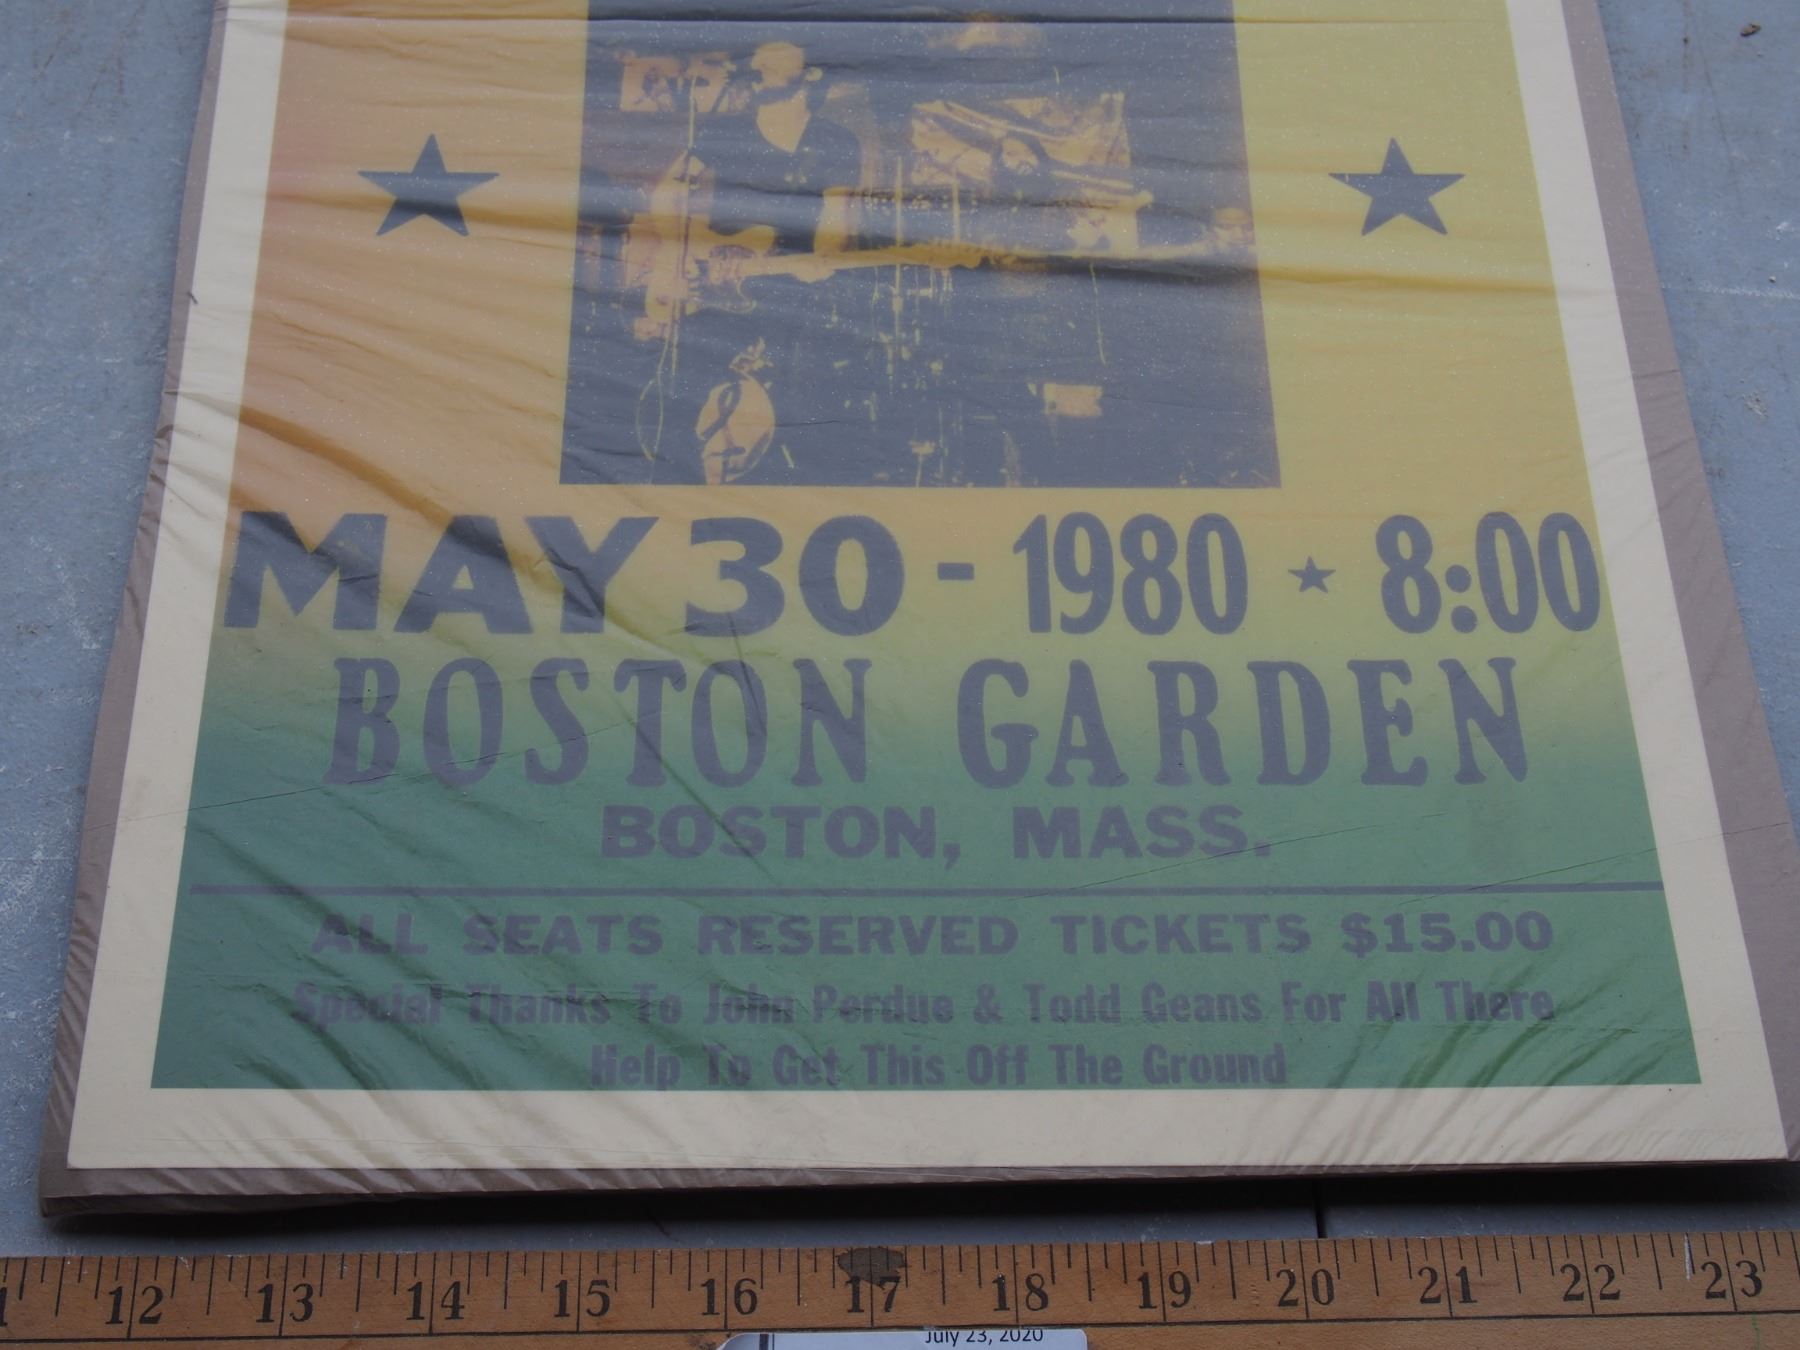 MAY 30 - 1980 ★ 8:00
BOSTON GARDEN
BOSTON, MASS.
ALL SEATS RESERVED TICKETS $15.00
Special Thanks To John Perdue & Todd Geans For All There
Help To Get This Off The Ground
12 13 14 15 16 17 18 19 20 21 22 23
July 23, 2020